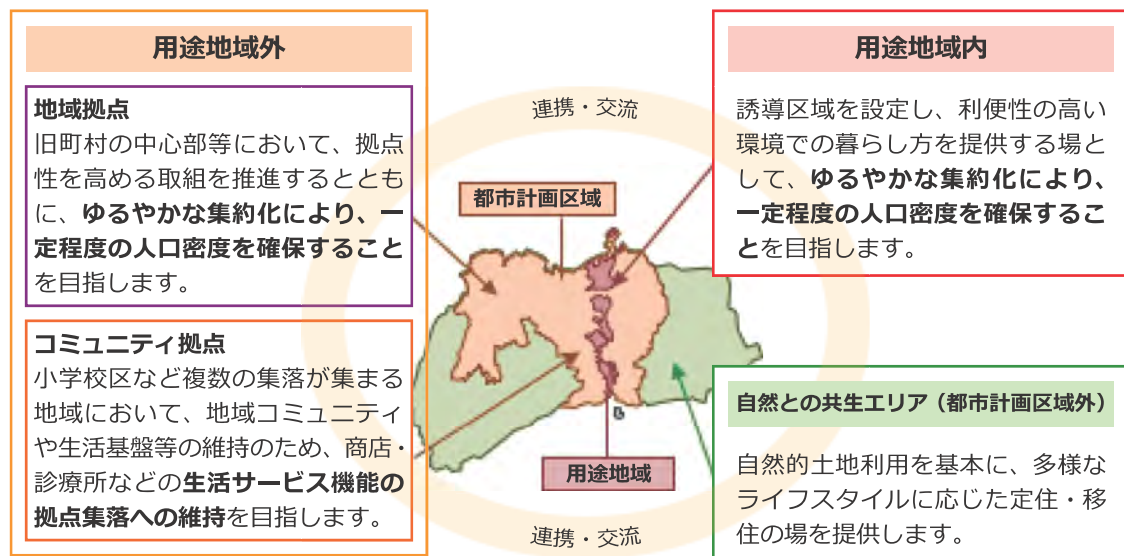 用途地域外
地域拠点
旧町村の中心部等において、拠点
性を高める取組を推進するととも
に、ゆるやかな集約化により、一
定程度の人口密度を確保すること
を目指します。
コミュニティ拠点
小学校区など複数の集落が集まる
地域において、地域コミュニティ
や生活基盤等の維持のため、商店・
診療所などの生活サービス機能の
拠点集落への維持を目指します。
連携・交流
都市計画区域
用途地域
連携・交流
用途地域内
誘導区域を設定し、利便性の高い
環境での暮らし方を提供する場と
して、ゆるやかな集約化により、
一定程度の人口密度を確保するこ
とを目指します。
自然との共生エリア（都市計画区域外）
自然的土地利用を基本に、多様な
ライフスタイルに応じた定住・移
住の場を提供します。